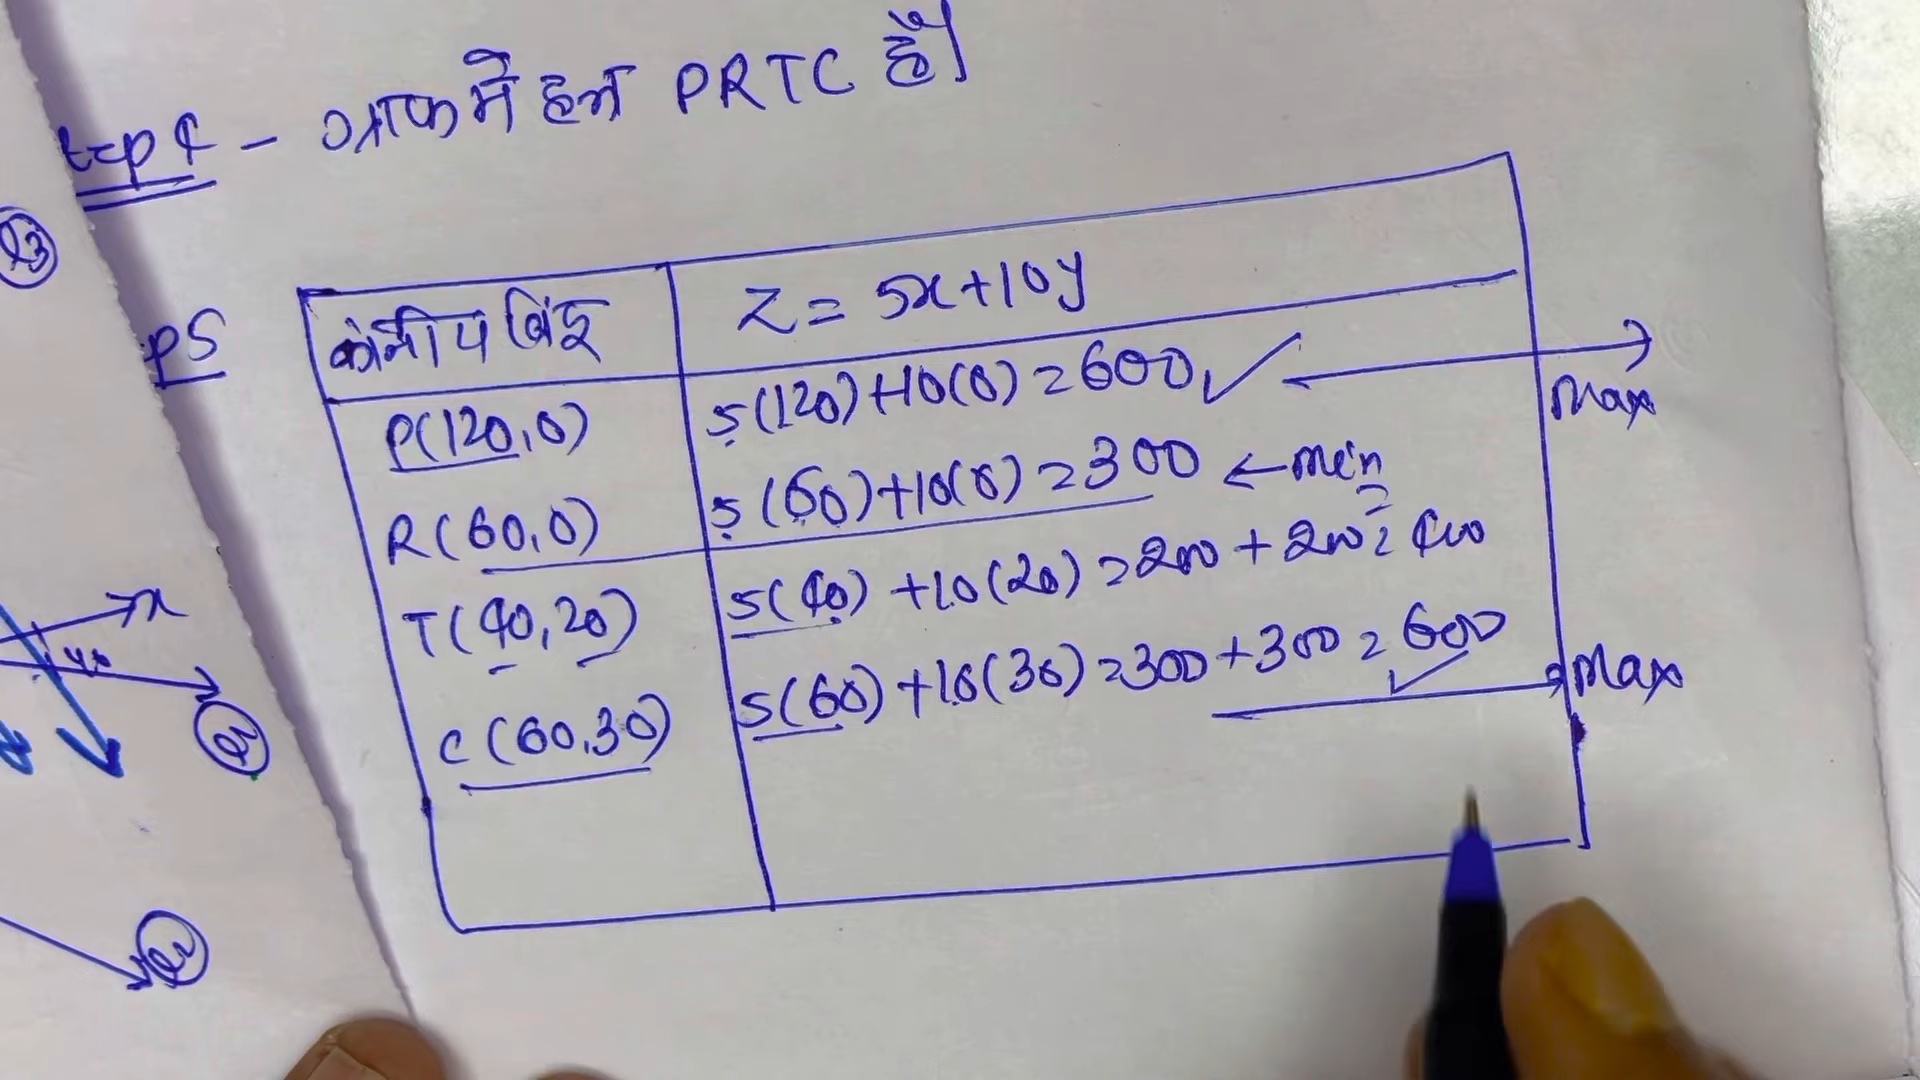 tep 4 - ग्राफ में हल PRTC है।
p5
कोनीय बिंदु Z = 5x+10y
P(120,0) 5(120)+10(0)=600 ✓ Max
R(60,0) 5(60)+10(0)=300 ← Min
T(40,20) 5(40)+10(20)=200+200=400
C(60,30) 5(60)+10(30)=300+300=600 Max
x